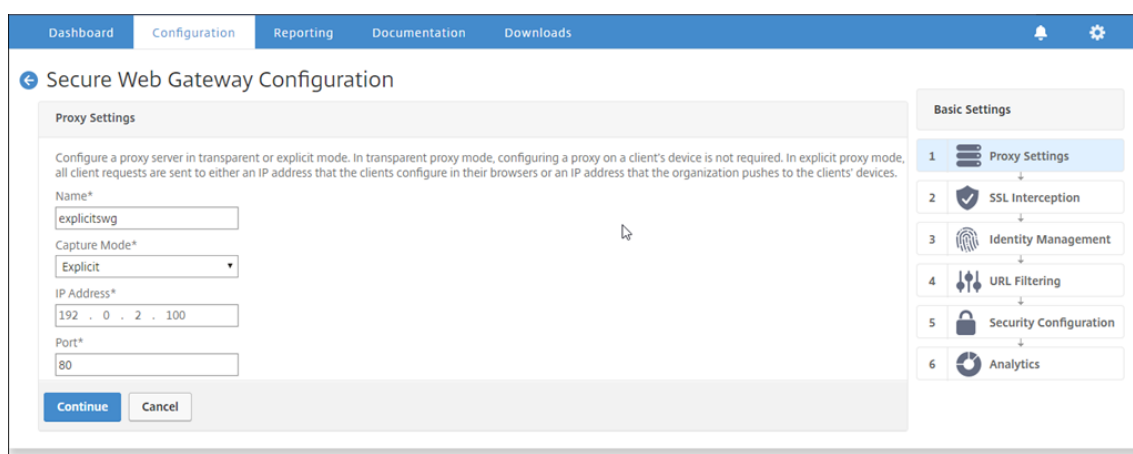 Dashboard Configuration Reporting Documentation Downloads
Secure Web Gateway Configuration
Proxy Settings
Configure a proxy server in transparent or explicit mode. In transparent proxy mode, configuring a proxy on a client's device is not required. In explicit proxy mode,
all client requests are sent to either an IP address that the clients configure in their browsers or an IP address that the organization pushes to the clients' devices.
Name*
explicitswg
Capture Mode*
Explicit
IP Address*
192 . 0 . 2 . 100
Port*
80
Continue Cancel
Basic Settings
1 Proxy Settings
2 SSL Interception
3 Identity Management
4 URL Filtering
5 Security Configuration
6 Analytics